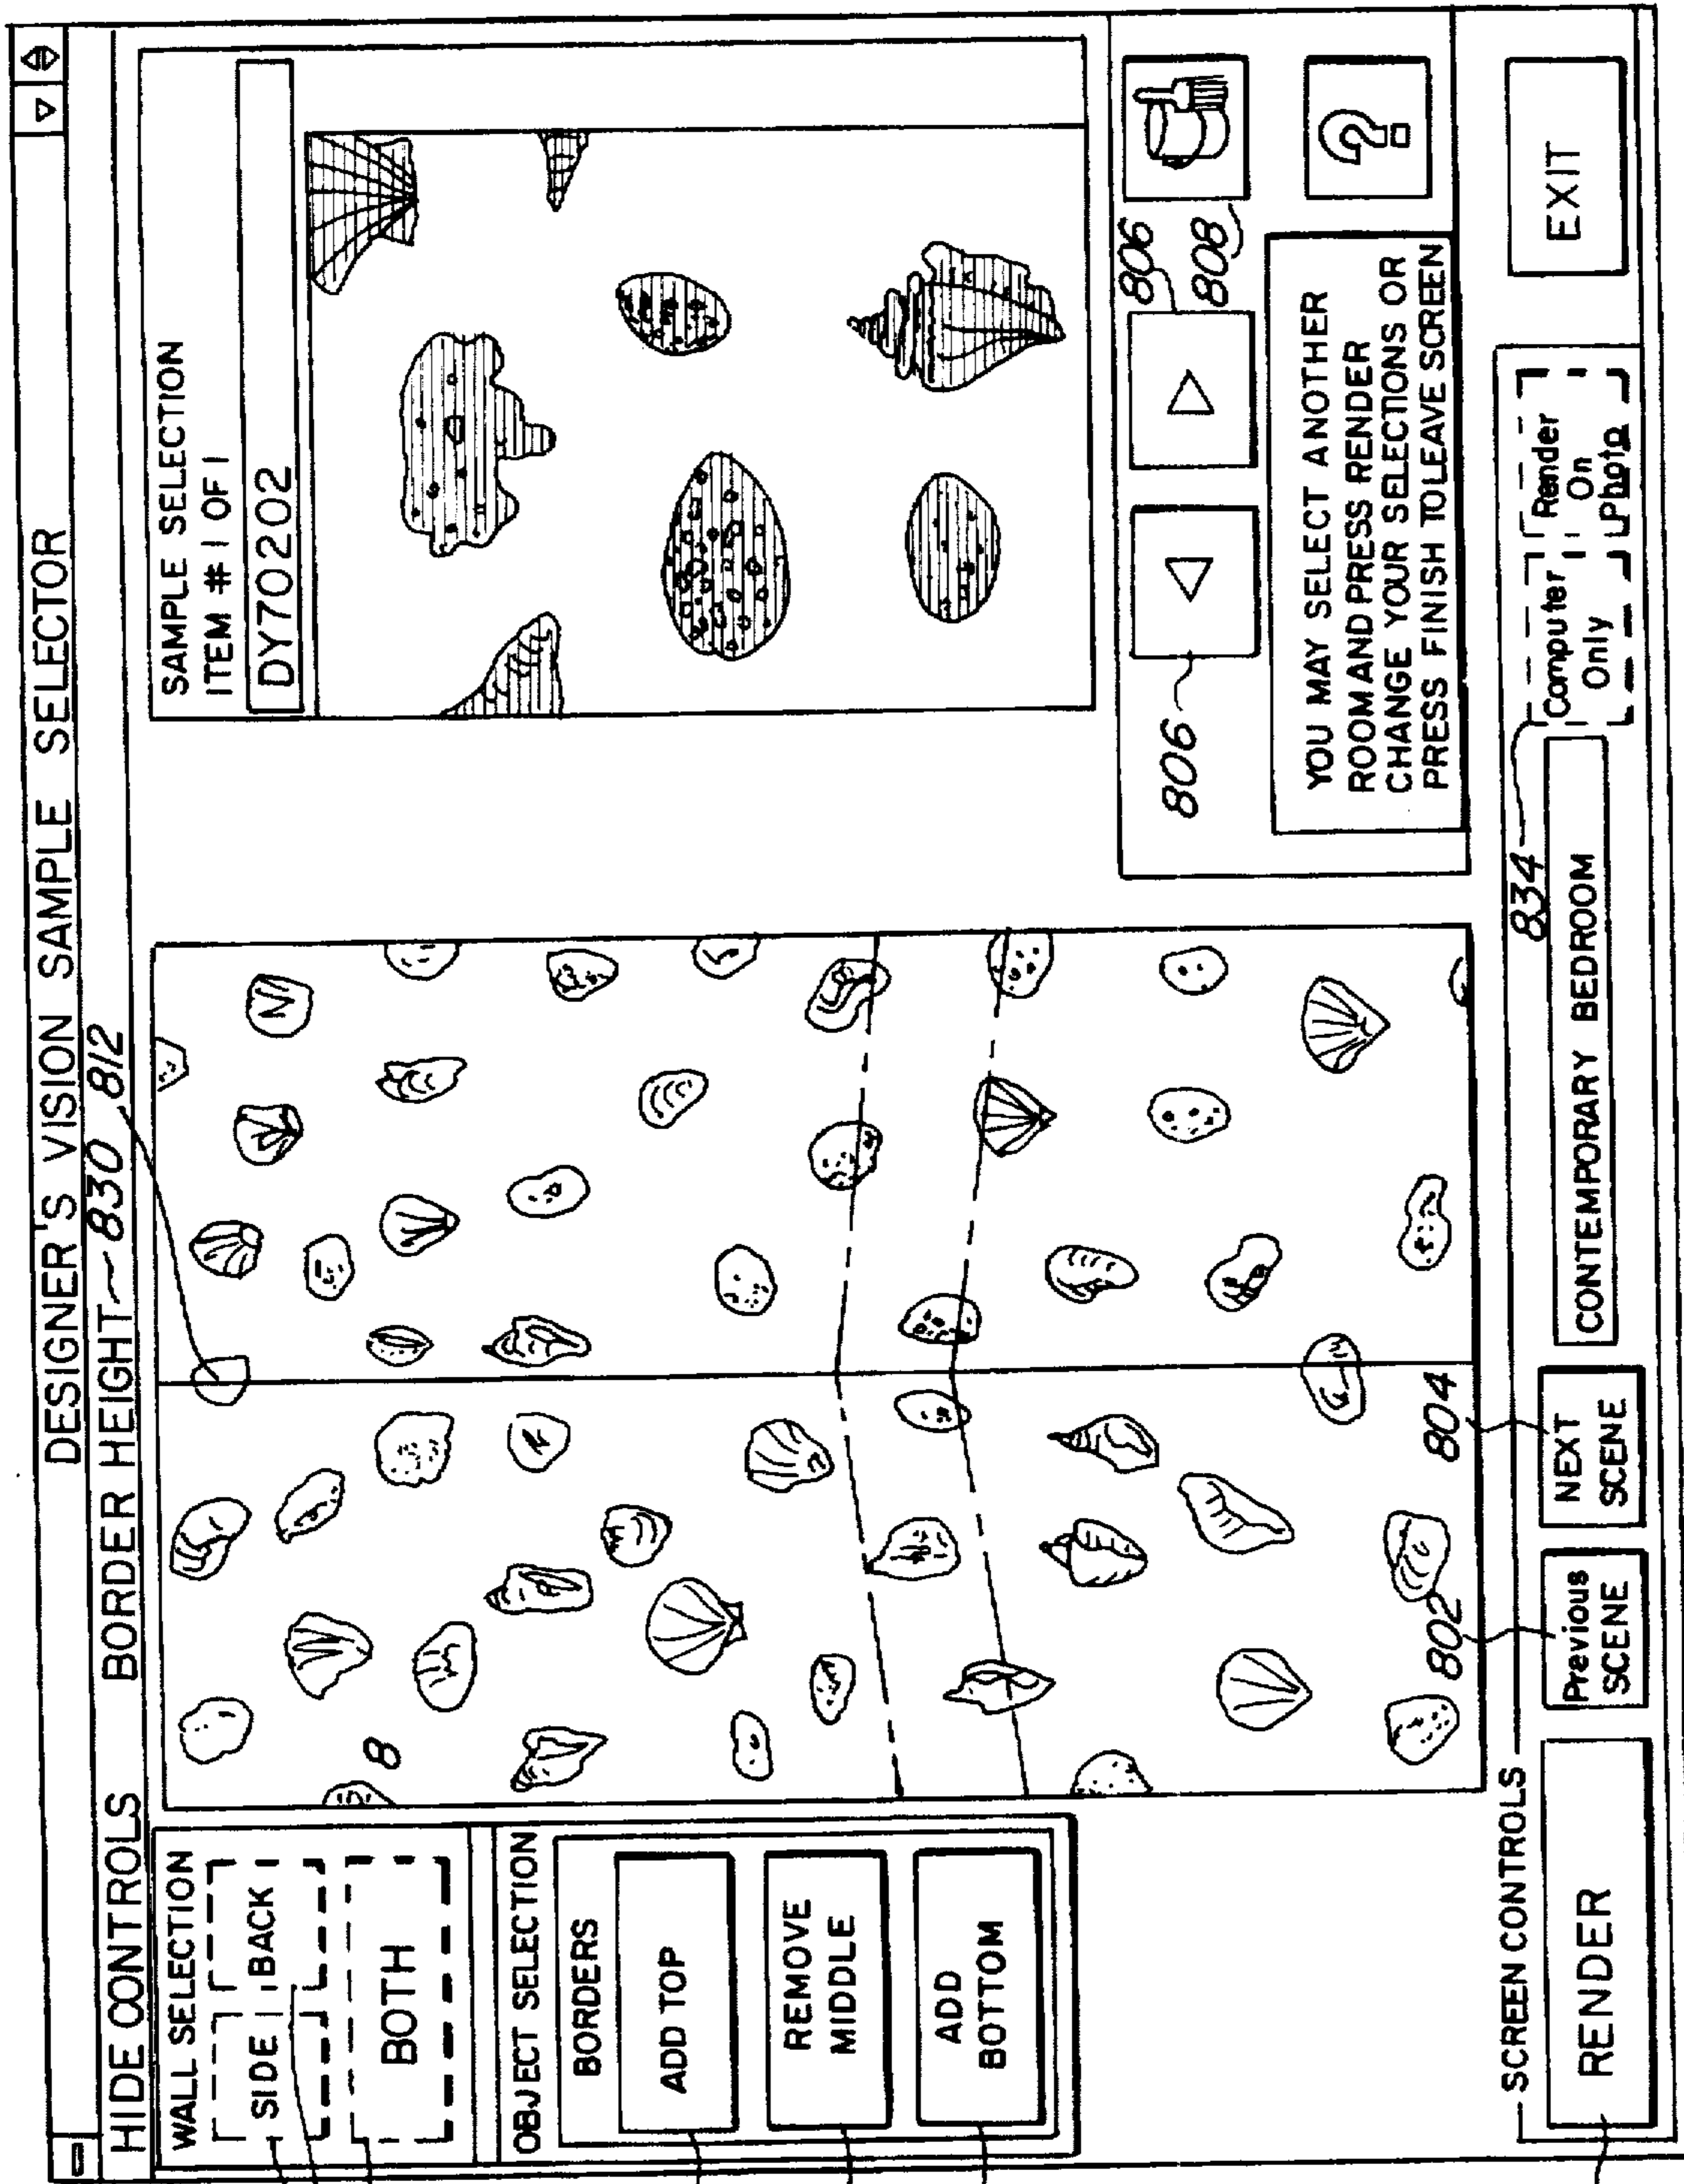 DESIGNER'S VISION SAMPLE SELECTOR
HIDE CONTROLS BORDER HEIGHT 830 812
WALL SELECTION
SIDE BACK
BOTH
OBJECT SELECTION
BORDERS
ADD TOP
REMOVE
MIDDLE
ADD
BOTTOM
8
SAMPLE SELECTION
ITEM # 1 OF 1
DY70202
806
806
808
?
YOU MAY SELECT ANOTHER
ROOM AND PRESS RENDER
CHANGE YOUR SELECTIONS OR
PRESS FINISH TO LEAVE SCREEN
802
804
834
SCREEN CONTROLS
RENDER
Previous
SCENE
NEXT
SCENE
CONTEMPORARY BEDROOM
Computer
Only
Render
On
Photo
EXIT